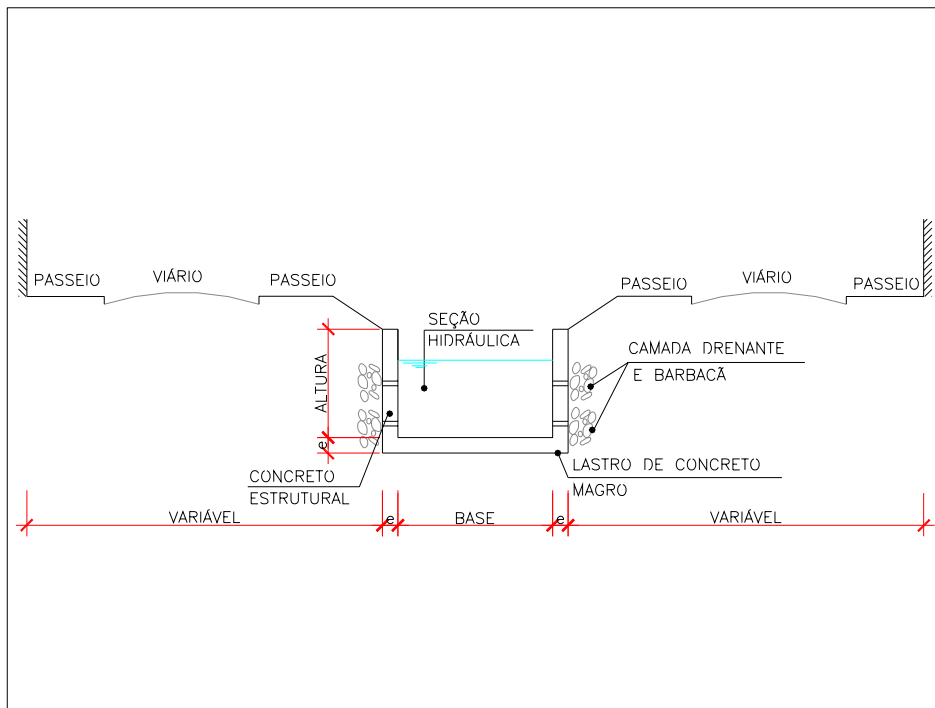 PASSEIO
VIÁRIO
PASSEIO
PASSEIO
VIÁRIO
PASSEIO
SEÇÃO
HIDRÁULICA
CAMADA DRENANTE
E BARBACÃ
ALTURA
e
CONCRETO
ESTRUTURAL
LASTRO DE CONCRETO
MAGRO
VARIÁVEL
e
BASE
e
VARIÁVEL